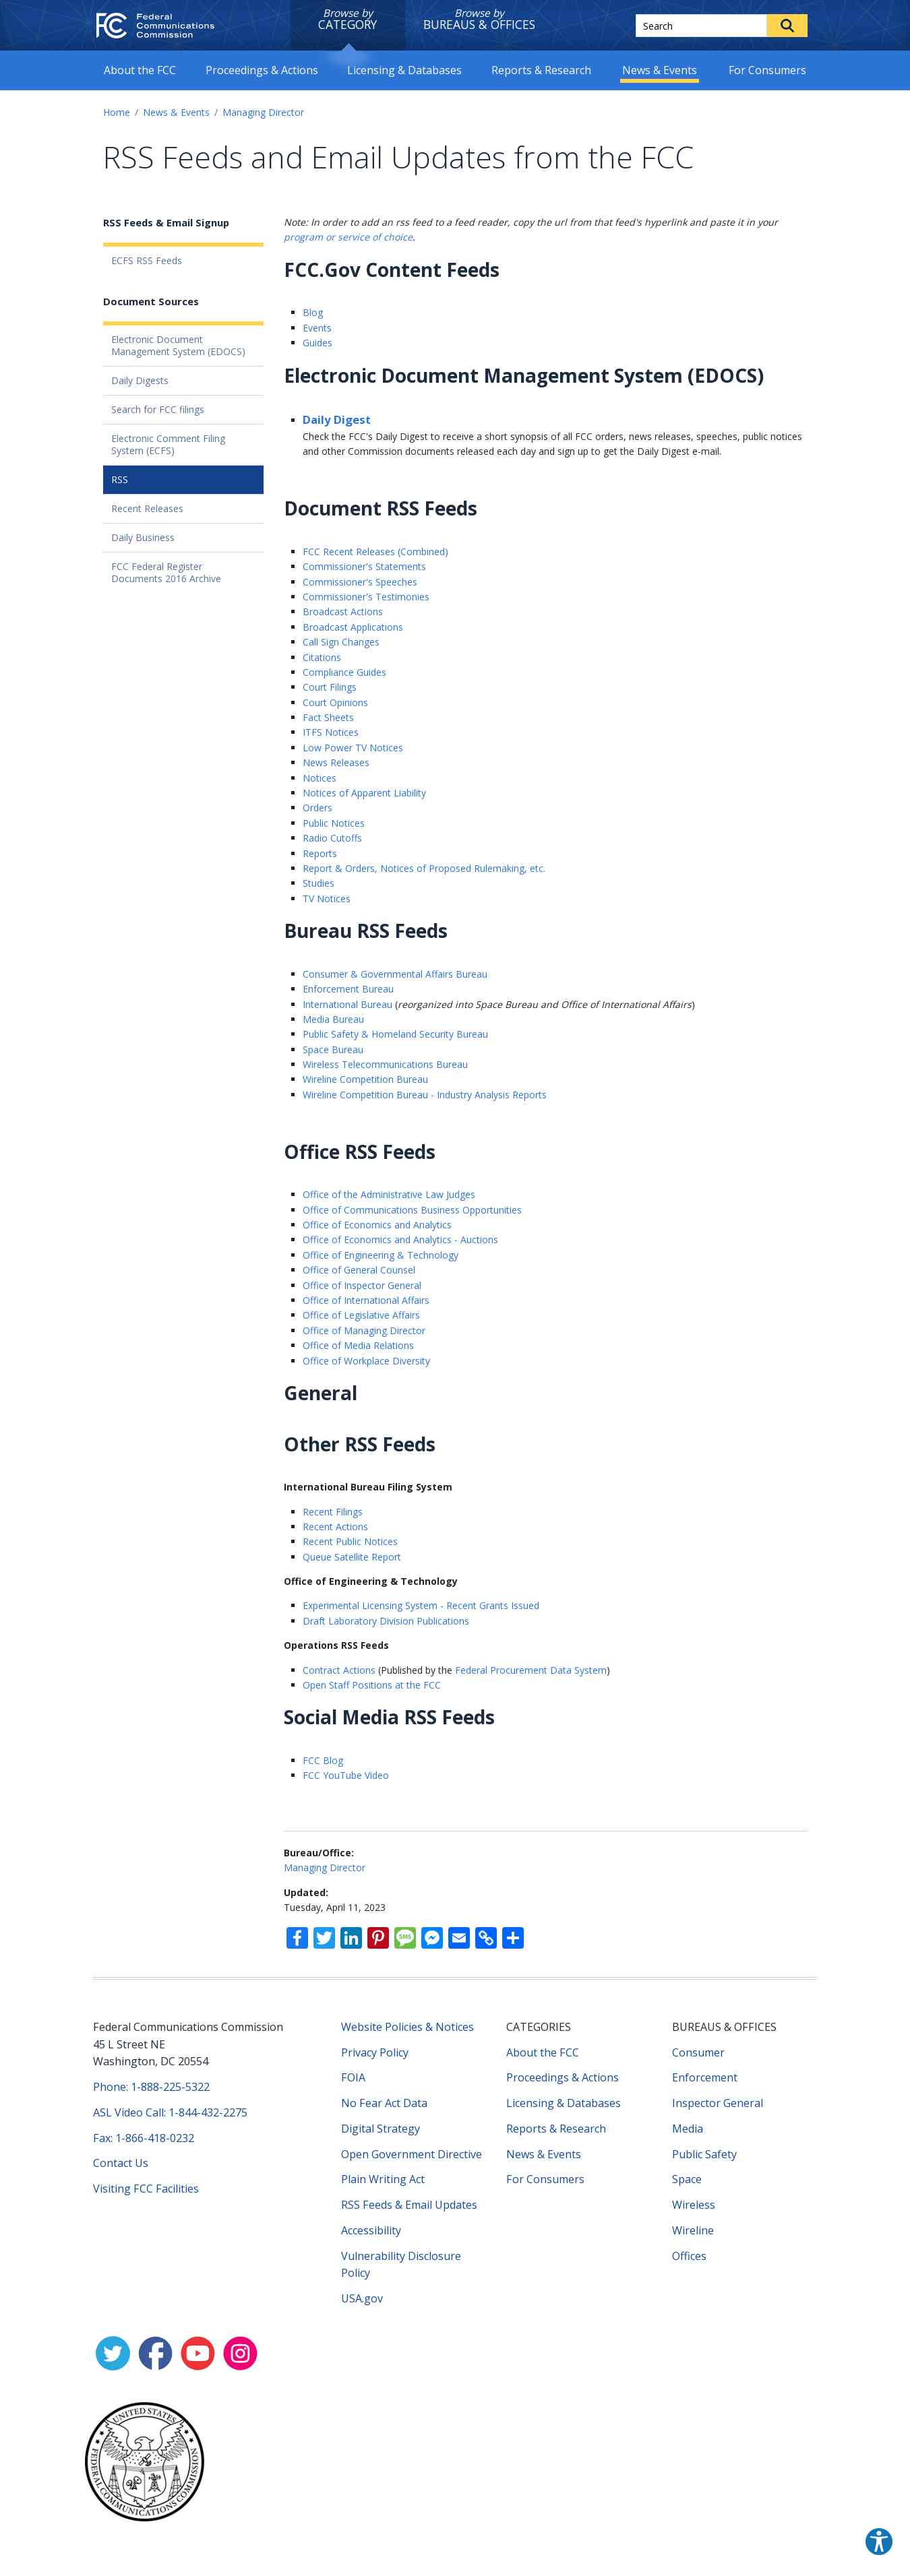 Federal
Communications
Commission
Browse by
CATEGORY
Browse by
BUREAUS & OFFICES
Search
About the FCC
Proceedings & Actions
Licensing & Databases
Reports & Research
News & Events
For Consumers
Home / News & Events / Managing Director
RSS Feeds and Email Updates from the FCC
RSS Feeds & Email Signup
ECFS RSS Feeds
Document Sources
Electronic Document
Management System (EDOCS)
Daily Digests
Search for FCC filings
Electronic Comment Filing
System (ECFS)
RSS
Recent Releases
Daily Business
FCC Federal Register
Documents 2016 Archive
Note: In order to add an rss feed to a feed reader, copy the url from that feed's hyperlink and paste it in your
program or service of choice.
FCC.Gov Content Feeds
Blog
Events
Guides
Electronic Document Management System (EDOCS)
Daily Digest
Check the FCC's Daily Digest to receive a short synopsis of all FCC orders, news releases, speeches, public notices
and other Commission documents released each day and sign up to get the Daily Digest e-mail.
Document RSS Feeds
FCC Recent Releases (Combined)
Commissioner's Statements
Commissioner's Speeches
Commissioner's Testimonies
Broadcast Actions
Broadcast Applications
Call Sign Changes
Citations
Compliance Guides
Court Filings
Court Opinions
Fact Sheets
ITFS Notices
Low Power TV Notices
News Releases
Notices
Notices of Apparent Liability
Orders
Public Notices
Radio Cutoffs
Reports
Report & Orders, Notices of Proposed Rulemaking, etc.
Studies
TV Notices
Bureau RSS Feeds
Consumer & Governmental Affairs Bureau
Enforcement Bureau
International Bureau (reorganized into Space Bureau and Office of International Affairs)
Media Bureau
Public Safety & Homeland Security Bureau
Space Bureau
Wireless Telecommunications Bureau
Wireline Competition Bureau
Wireline Competition Bureau - Industry Analysis Reports
Office RSS Feeds
Office of the Administrative Law Judges
Office of Communications Business Opportunities
Office of Economics and Analytics
Office of Economics and Analytics - Auctions
Office of Engineering & Technology
Office of General Counsel
Office of Inspector General
Office of International Affairs
Office of Legislative Affairs
Office of Managing Director
Office of Media Relations
Office of Workplace Diversity
General
Other RSS Feeds
International Bureau Filing System
Recent Filings
Recent Actions
Recent Public Notices
Queue Satellite Report
Office of Engineering & Technology
Experimental Licensing System - Recent Grants Issued
Draft Laboratory Division Publications
Operations RSS Feeds
Contract Actions (Published by the Federal Procurement Data System)
Open Staff Positions at the FCC
Social Media RSS Feeds
FCC Blog
FCC YouTube Video
Bureau/Office:
Managing Director
Updated:
Tuesday, April 11, 2023
Federal Communications Commission
45 L Street NE
Washington, DC 20554
Phone: 1-888-225-5322
ASL Video Call: 1-844-432-2275
Fax: 1-866-418-0232
Contact Us
Visiting FCC Facilities
Website Policies & Notices
Privacy Policy
FOIA
No Fear Act Data
Digital Strategy
Open Government Directive
Plain Writing Act
RSS Feeds & Email Updates
Accessibility
Vulnerability Disclosure
Policy
USA.gov
CATEGORIES
About the FCC
Proceedings & Actions
Licensing & Databases
Reports & Research
News & Events
For Consumers
BUREAUS & OFFICES
Consumer
Enforcement
Inspector General
Media
Public Safety
Space
Wireless
Wireline
Offices
UNITED STATES
FEDERAL COMMUNICATIONS COMMISSION